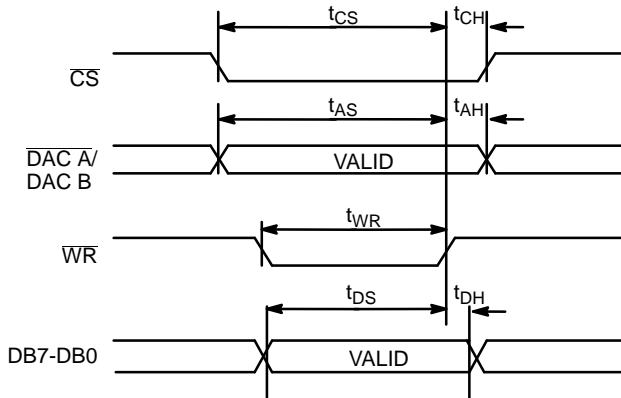 tCS tCH
CS
tAS tAH
DAC A/
DAC B
VALID
tWR
WR
tDS tDH
DB7-DB0
VALID